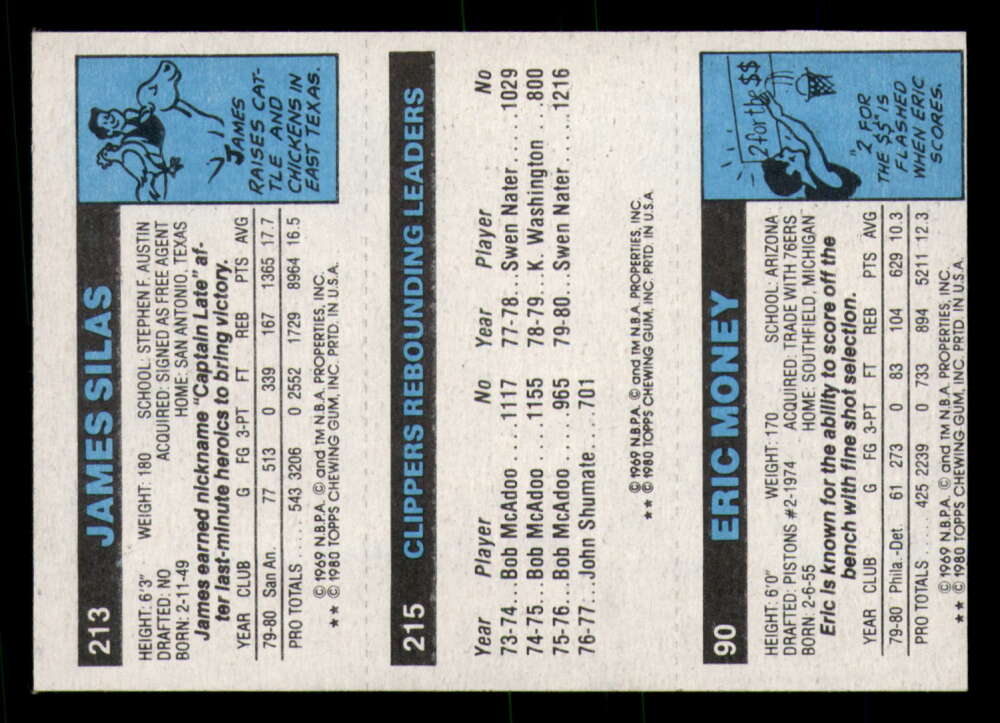 213 JAMES SILAS
HEIGHT: 6'3" WEIGHT: 180 SCHOOL: STEPHEN F. AUSTIN
DRAFTED: NO ACQUIRED: SIGNED AS FREE AGENT
BORN: 2-11-49 HOME: SAN ANTONIO, TEXAS
James earned nickname "Captain Late" af-
ter last-minute heroics to bring victory.
YEAR CLUB G FG 3-PT FT REB PTS AVG
79-80 San An. 77 513 0 339 167 1365 17.7
PRO TOTALS .... 543 3206 0 2552 1729 8964 16.5
© 1969 N.B.P.A. © and TM N.B.A. PROPERTIES, INC.
★★ © 1980 TOPPS CHEWING GUM, INC. PRTD. IN U.S.A.
JAMES
RAISES CAT-
TLE AND
CHICKENS IN
EAST TEXAS.
215 CLIPPERS REBOUNDING LEADERS
Year Player No Year Player No
73-74...Bob McAdoo ....1117 77-78...Swen Nater.....1029
74-75...Bob McAdoo ....1155 78-79...K. Washington ...800
75-76...Bob McAdoo .....965 79-80...Swen Nater......1216
76-77...John Shumate....701
© 1969 N.B.P.A. © and TM N.B.A. PROPERTIES, INC.
★★ © 1980 TOPPS CHEWING GUM, INC. PRTD. IN U.S.A
90 ERIC MONEY
HEIGHT: 6'0" WEIGHT: 170 SCHOOL: ARIZONA
DRAFTED: PISTONS #2-1974 ACQUIRED: TRADE WITH 76ERS
BORN: 2-6-55 HOME: SOUTHFIELD, MICHIGAN
Eric is known for the ability to score off the
bench with fine shot selection.
YEAR CLUB G FG 3-PT FT REB PTS AVG
79-80 Phila.-Det. 61 273 0 83 104 629 10.3
PRO TOTALS .... 425 2239 0 733 894 5211 12.3
© 1969 N.B.P.A. © and TM N.B.A. PROPERTIES, INC.
★★ © 1980 TOPPS CHEWING GUM, INC. PRTD. IN U.S.A.
2 for the $$
"2 FOR
THE $$" IS
FLASHED
WHEN ERIC
SCORES.